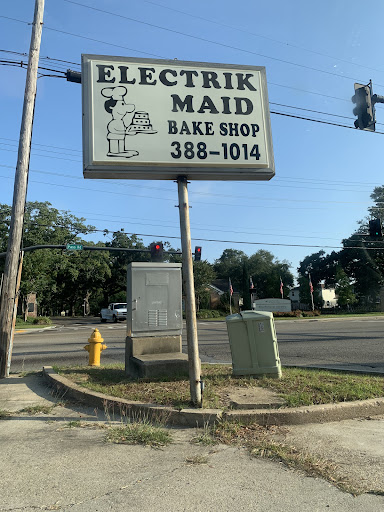 ELECTRIK
MAID
BAKE SHOP
388-1014